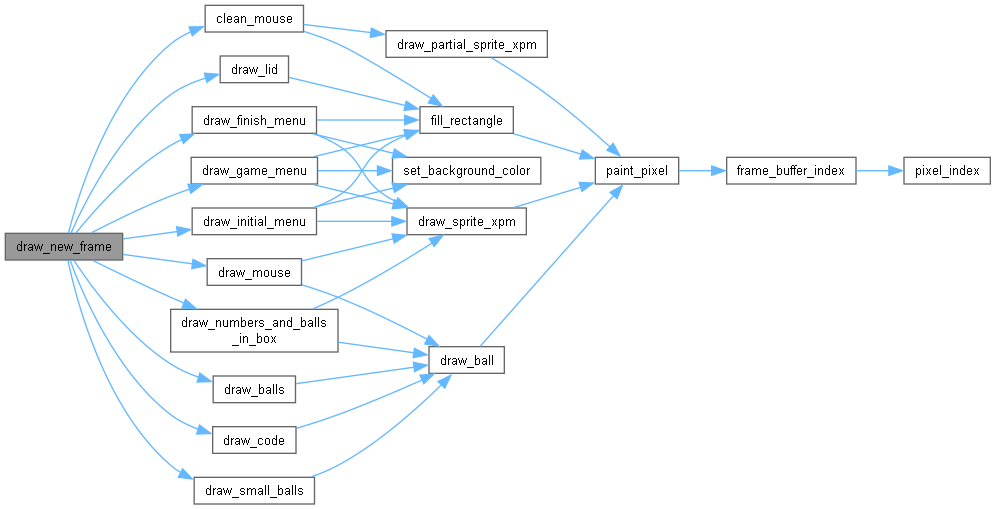 clean_mouse
draw_partial_sprite_xpm
draw_lid
draw_finish_menu
fill_rectangle
draw_game_menu
set_background_color
paint_pixel
frame_buffer_index
pixel_index
draw_initial_menu
draw_sprite_xpm
draw_new_frame
draw_mouse
draw_numbers_and_balls
_in_box
draw_ball
draw_balls
draw_code
draw_small_balls